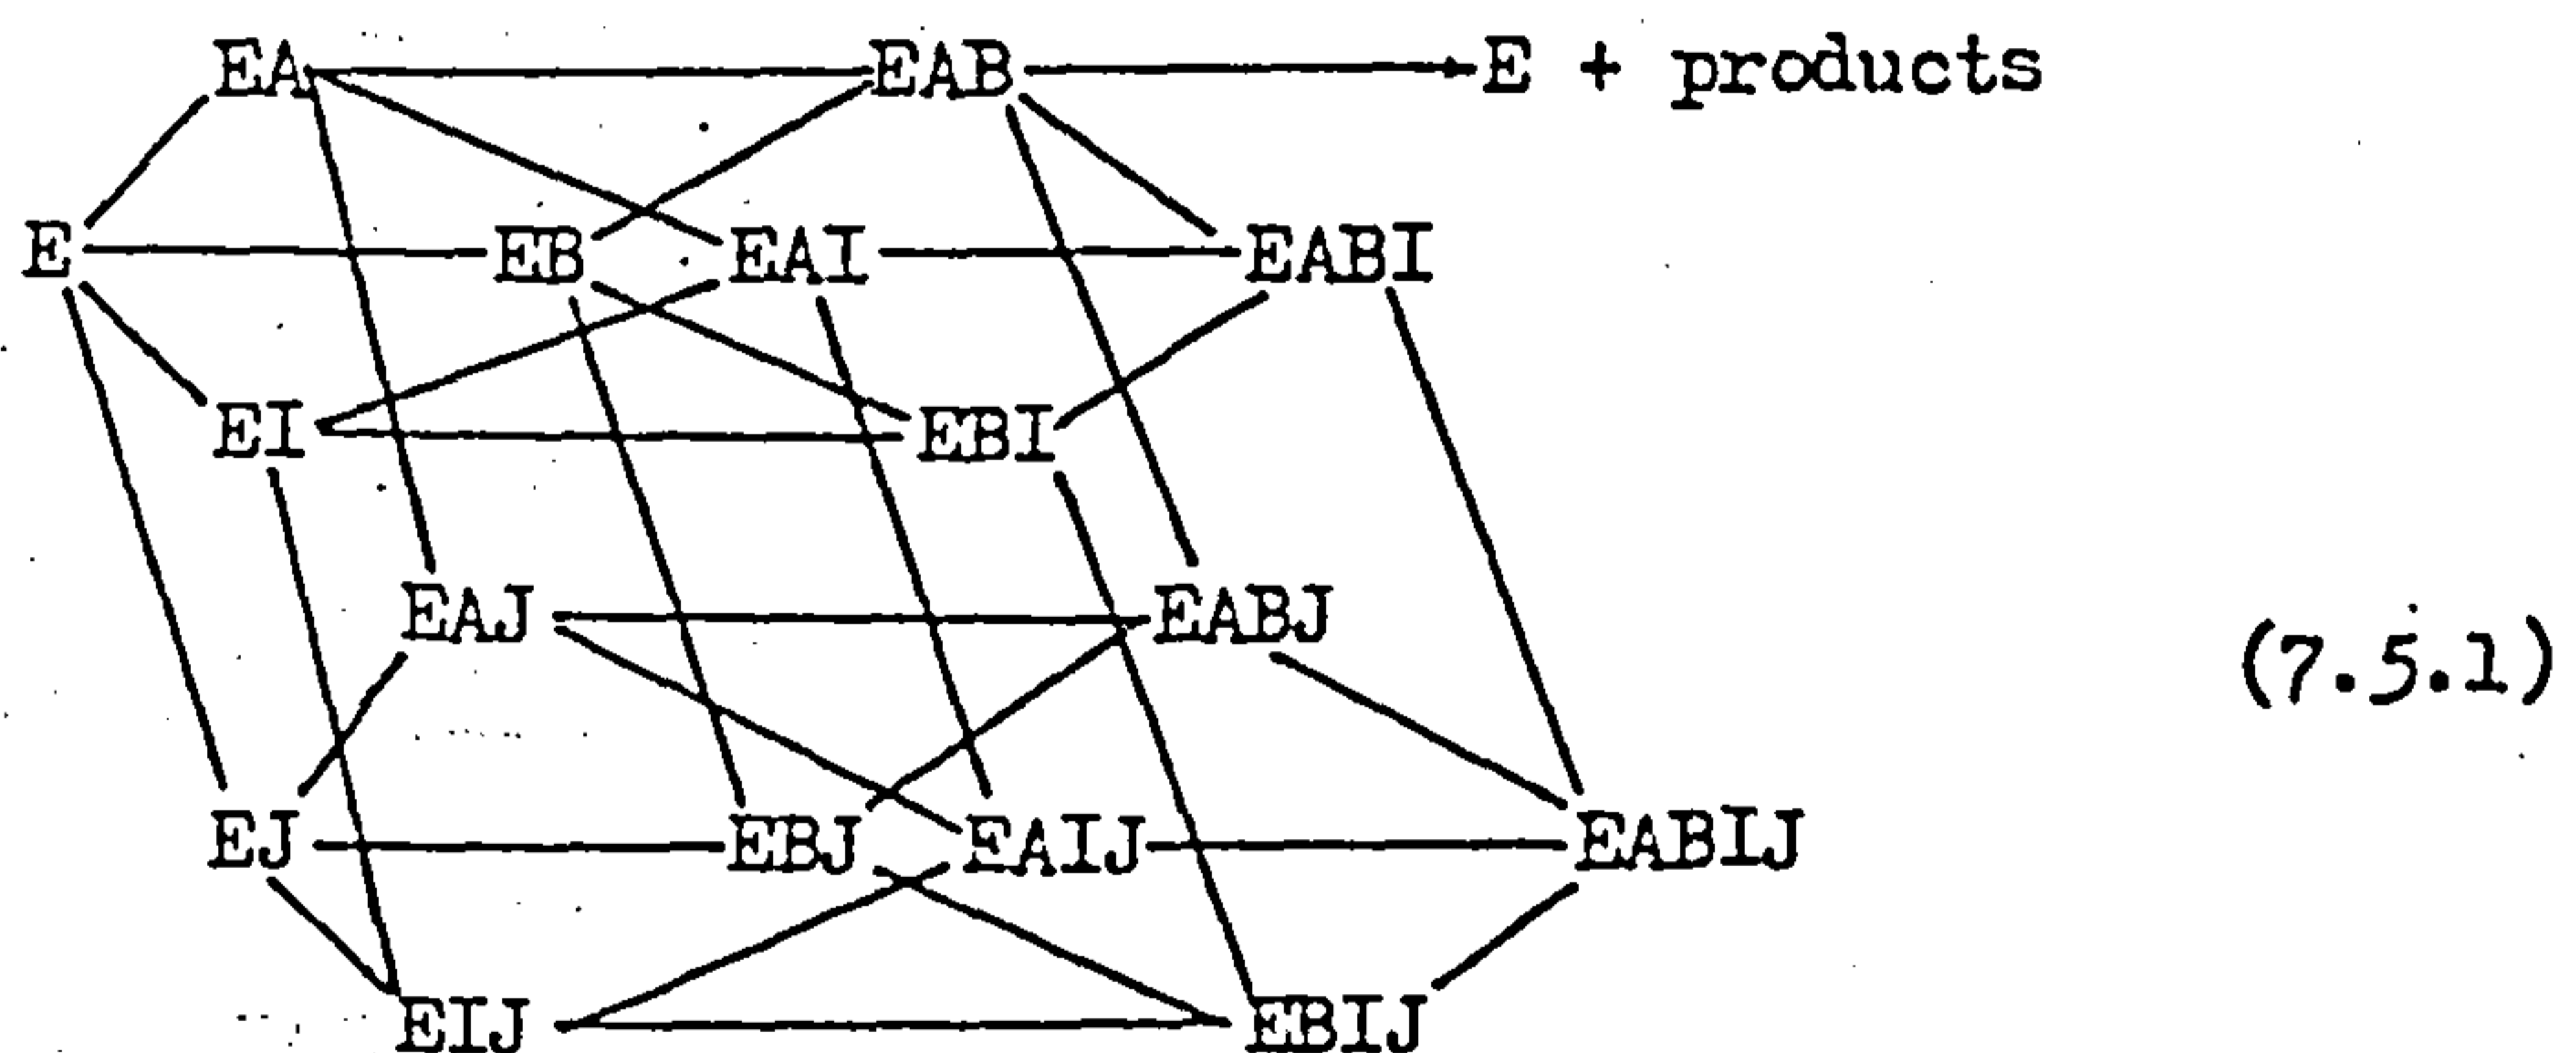 EA EAB E + products
E EB EAI EABI
EI EBI
EAJ EABJ (7.5.1)
EJ EBJ EAIJ EABIJ
EIJ EBIJ